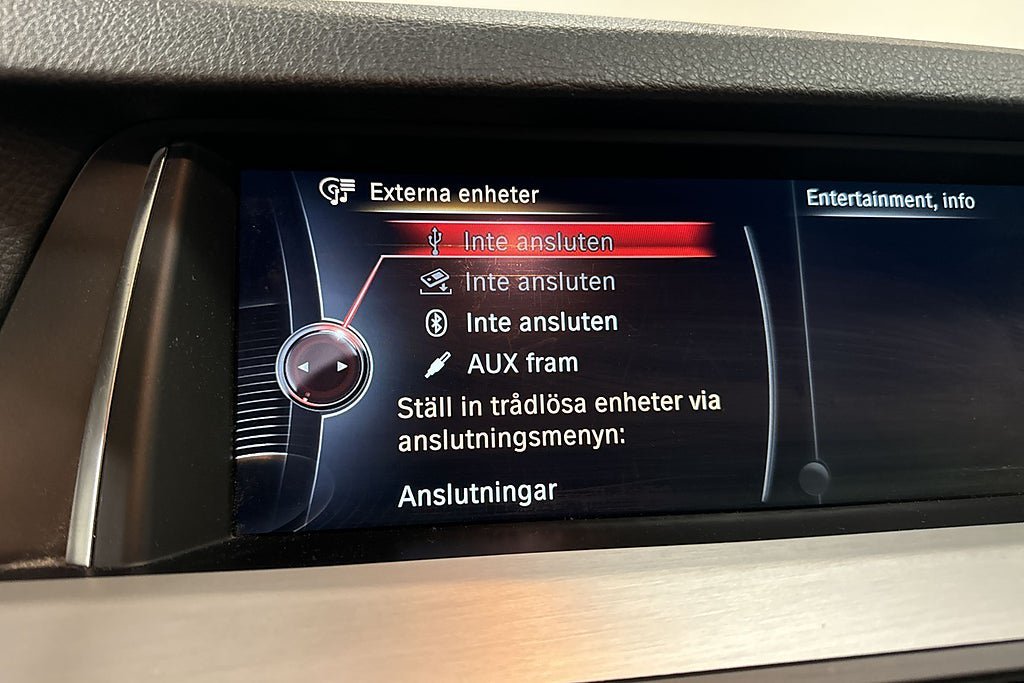 Externa enheter
Entertainment, info
Inte ansluten
Inte ansluten
Inte ansluten
AUX fram
Ställ in trådlösa enheter via
anslutningsmenyn:
Anslutningar